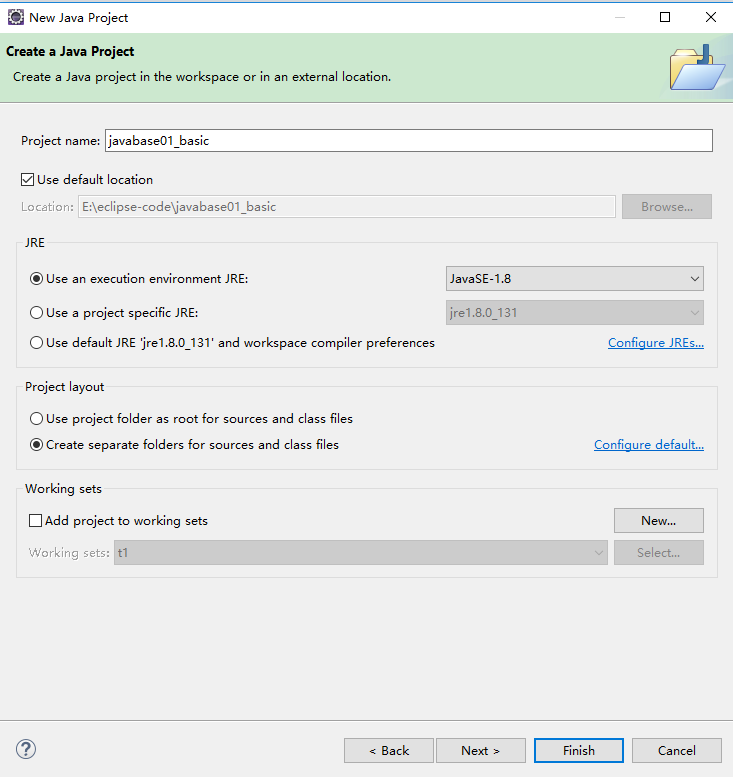 New Java Project
Create a Java Project
Create a Java project in the workspace or in an external location.
Project name: javabase01_basic
Use default location
Location: E:\eclipse-code\javabase01_basic Browse...
JRE
Use an execution environment JRE: JavaSE-1.8
Use a project specific JRE: jre1.8.0_131
Use default JRE 'jre1.8.0_131' and workspace compiler preferences Configure JREs...
Project layout
Use project folder as root for sources and class files
Create separate folders for sources and class files Configure default...
Working sets
Add project to working sets New...
Working sets: t1 Select...
? < Back Next > Finish Cancel